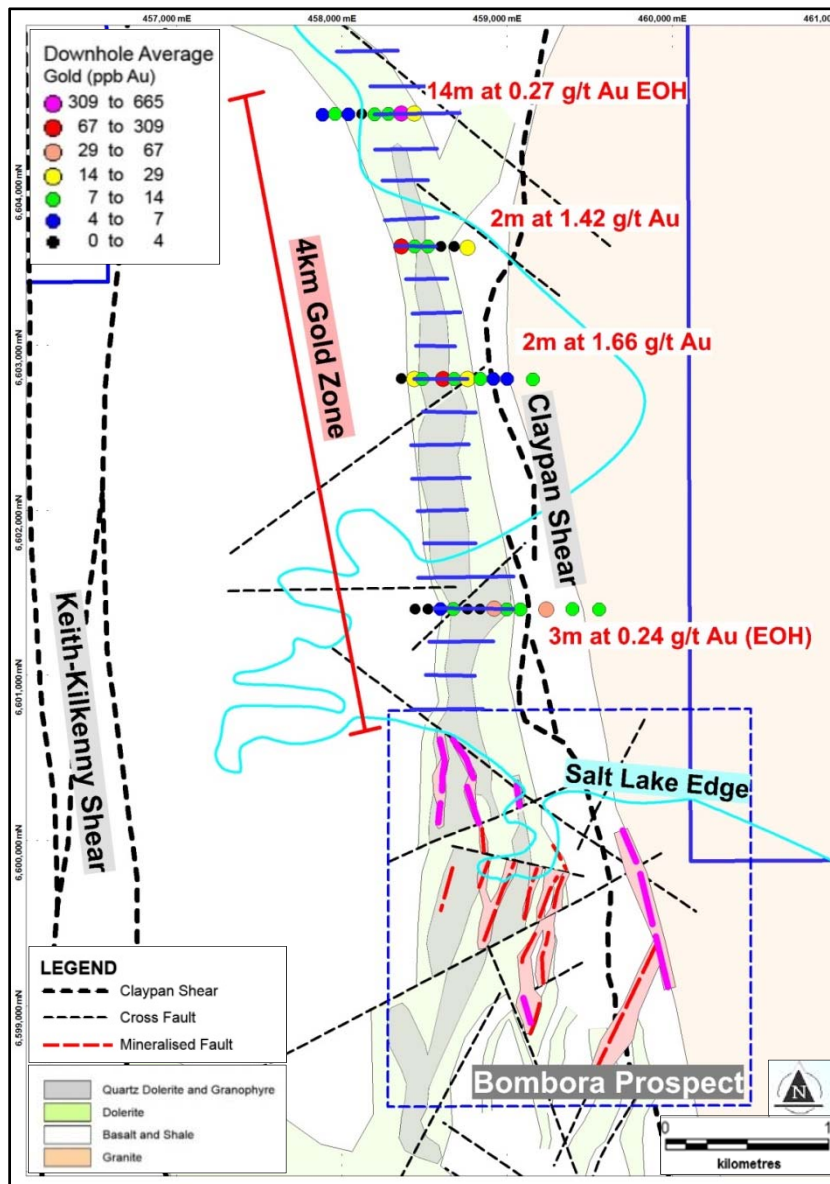 457,000 mE
458,000 mE
459,000 mE
460,000 mE
461,0
Downhole Average
Gold (ppb Au)
309 to 665
67 to 309
29 to 67
14 to 29
7 to 14
4 to 7
0 to 4
14m at 0.27 g/t Au EOH
6,604,000 mN
2m at 1.42 g/t Au
4km Gold Zone
6,603,000 mN
2m at 1.66 g/t Au
Claypan Shear
6,602,000 mN
Keith-Kilkenny Shear
3m at 0.24 g/t Au (EOH)
6,601,000 mN
Salt Lake Edge
6,600,000 mN
LEGEND
Claypan Shear
Cross Fault
Mineralised Fault
6,599,000 mN
Quartz Dolerite and Granophyre
Dolerite
Basalt and Shale
Granite
Bombora Prospect
N
0 1
kilometres